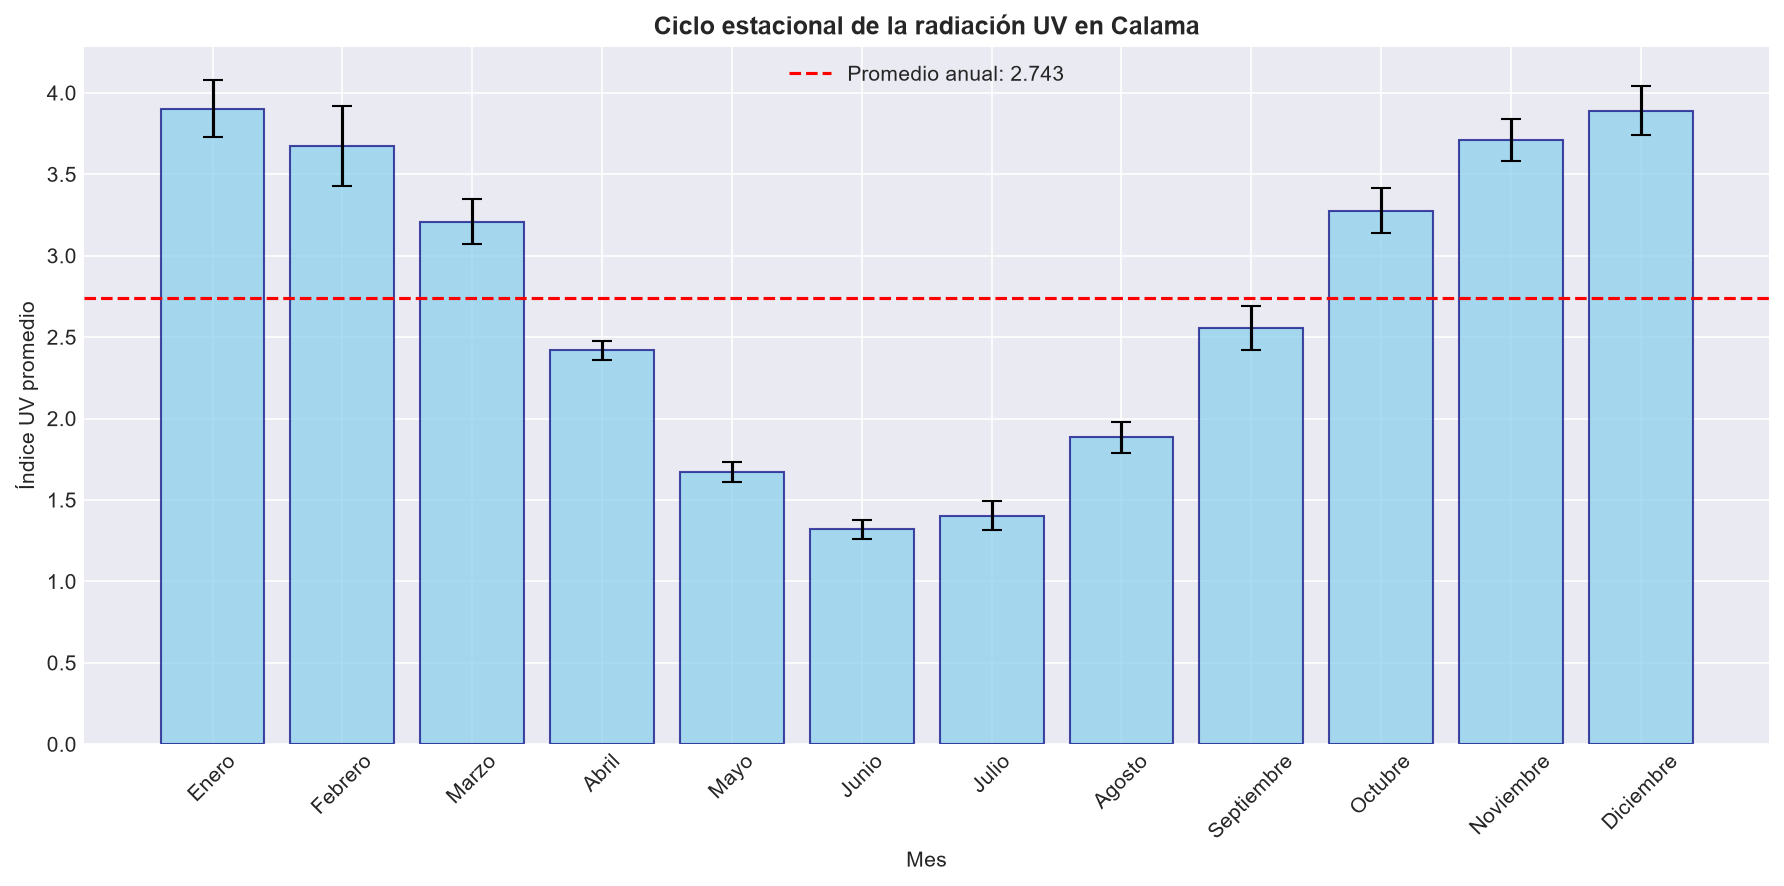 Ciclo estacional de la radiación UV en Calama
Promedio anual: 2.743
Índice UV promedio
4.0
3.5
3.0
2.5
2.0
1.5
1.0
0.5
0.0
Enero
Febrero
Marzo
Abril
Mayo
Junio
Julio
Agosto
Septiembre
Octubre
Noviembre
Diciembre
Mes